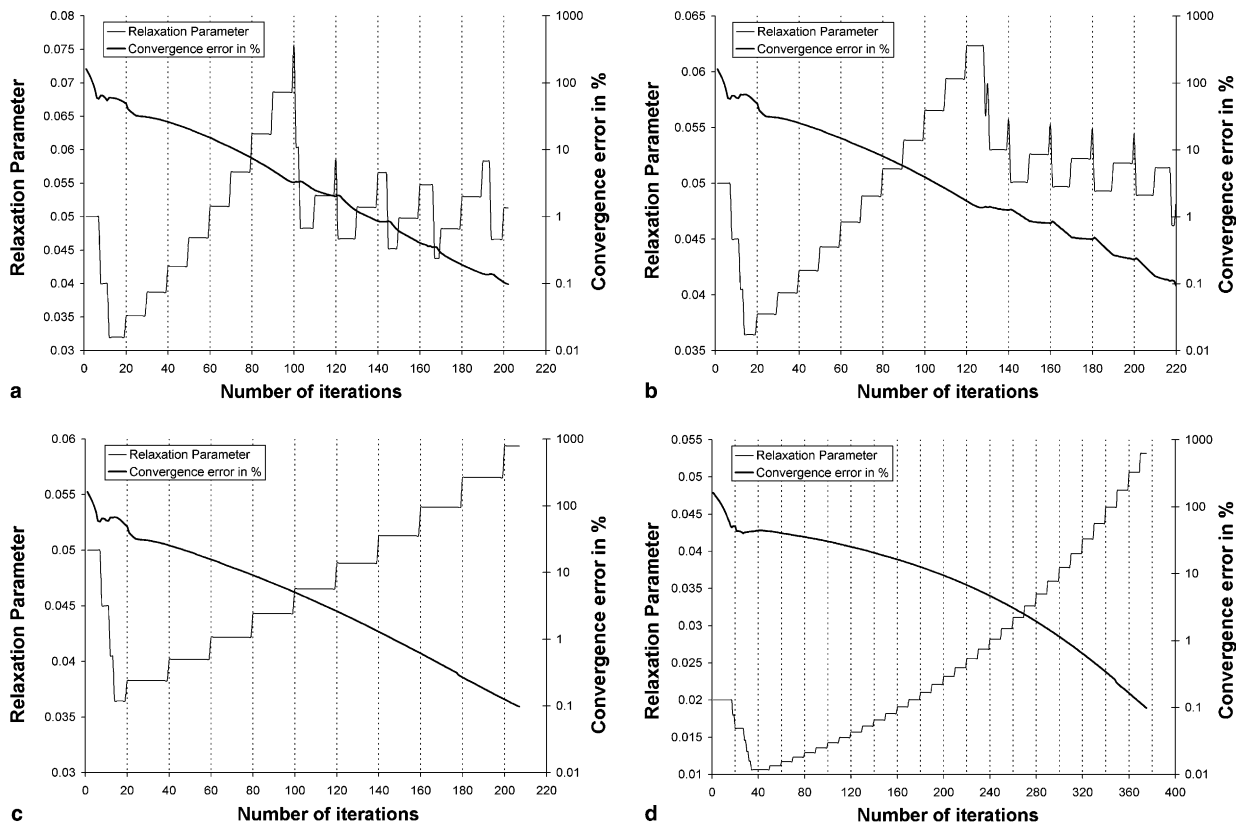 0.08
0.075
0.07
0.065
0.06
0.055
0.05
0.045
0.04
0.035
0.03
Relaxation Parameter
Relaxation Parameter
Convergence error in %
1000
100
10
1
0.1
0.01
Convergence error in %
0 20 40 60 80 100 120 140 160 180 200 220
Number of iterations
a
0.065
0.06
0.055
0.05
0.045
0.04
0.035
Relaxation Parameter
Relaxation Parameter
Convergence error in %
1000
100
10
1
0.1
0.01
Convergence error in %
0 20 40 60 80 100 120 140 160 180 200 220
Number of iterations
b
0.06
0.055
0.05
0.045
0.04
0.035
0.03
Relaxation Parameter
Relaxation Parameter
Convergence error in %
1000
100
10
1
0.1
0.01
Convergence error in %
0 20 40 60 80 100 120 140 160 180 200 220
Number of iterations
c
0.055
0.05
0.045
0.04
0.035
0.03
0.025
0.02
0.015
0.01
Relaxation Parameter
Relaxation Parameter
Convergence error in %
1000
100
10
1
0.1
0.01
Convergence error in %
0 40 80 120 160 200 240 280 320 360 400
Number of iterations
d